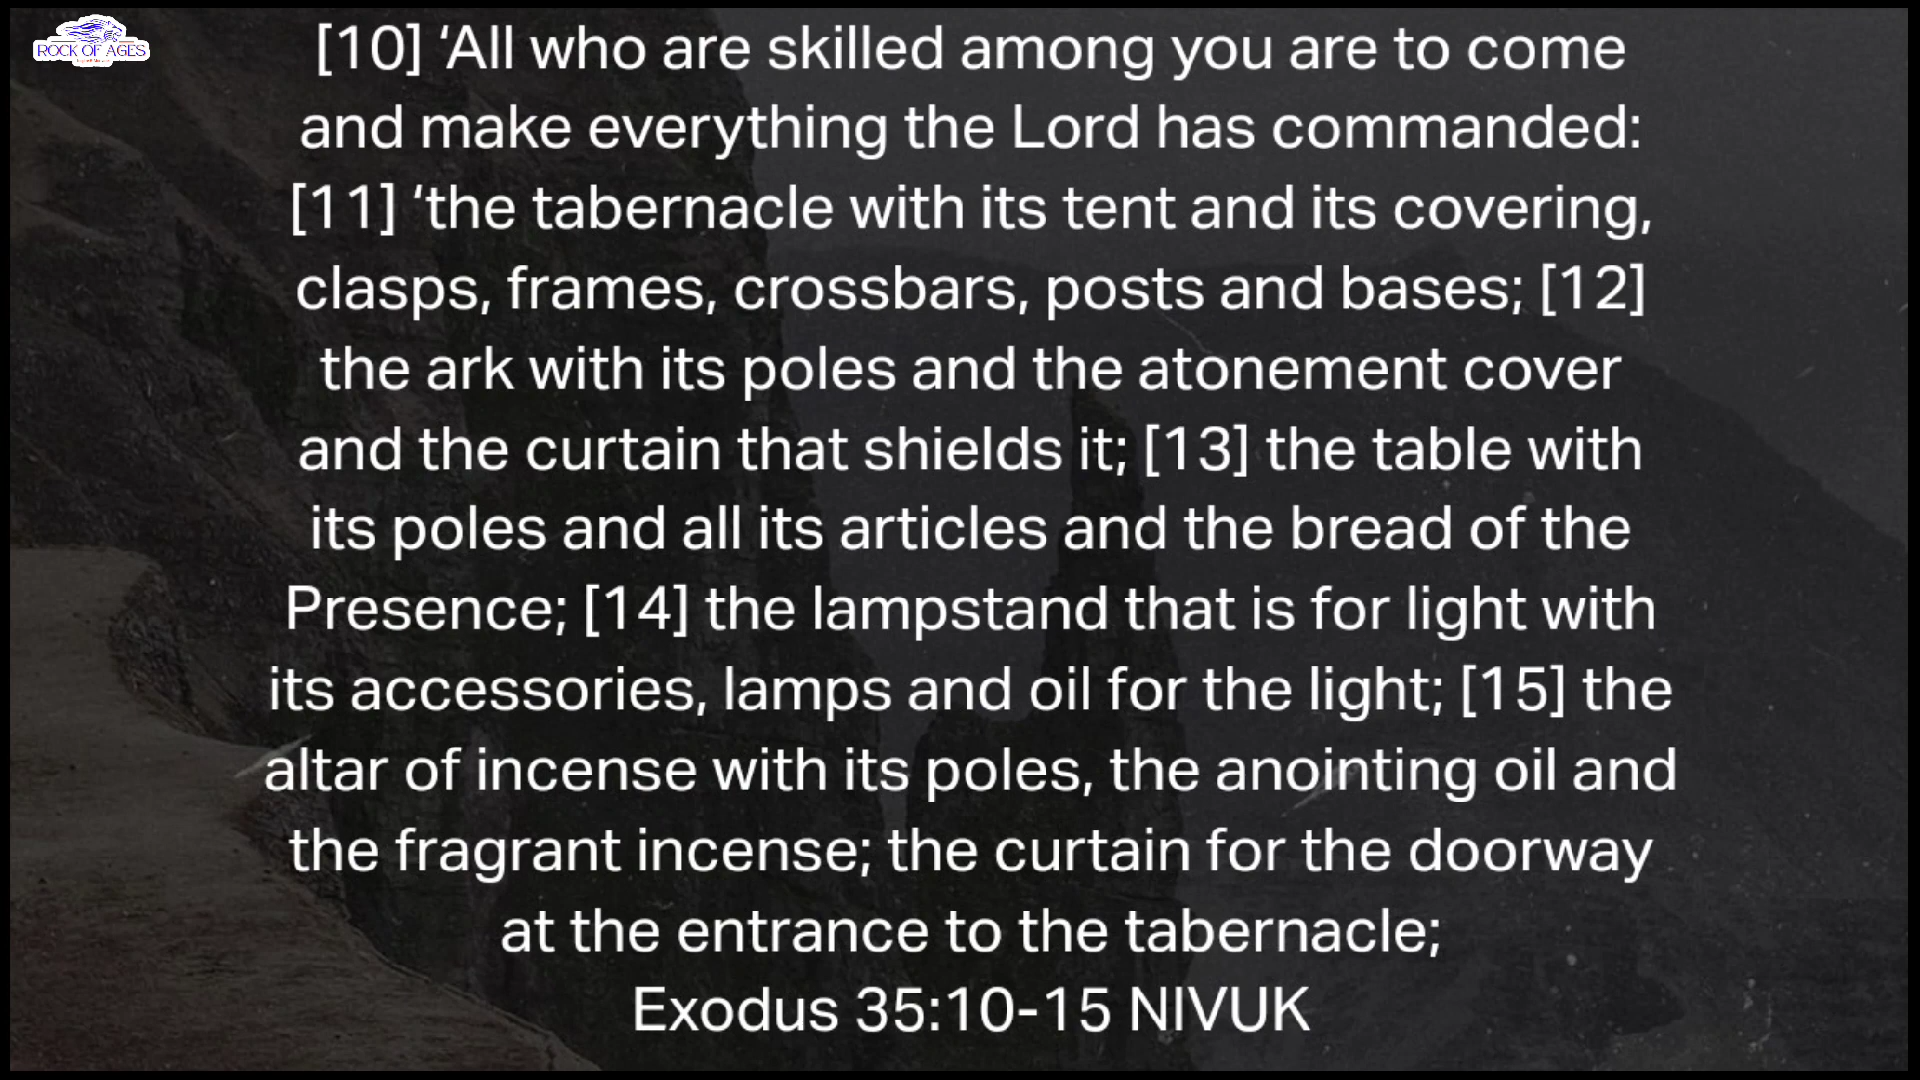 ROCK OF AGES
[10] ‘All who are skilled among you are to come
and make everything the Lord has commanded:
[11] ‘the tabernacle with its tent and its covering,
clasps, frames, crossbars, posts and bases; [12]
the ark with its poles and the atonement cover
and the curtain that shields it; [13] the table with
its poles and all its articles and the bread of the
Presence; [14] the lampstand that is for light with
its accessories, lamps and oil for the light; [15] the
altar of incense with its poles, the anointing oil and
the fragrant incense; the curtain for the doorway
at the entrance to the tabernacle;
Exodus 35:10-15 NIVUK